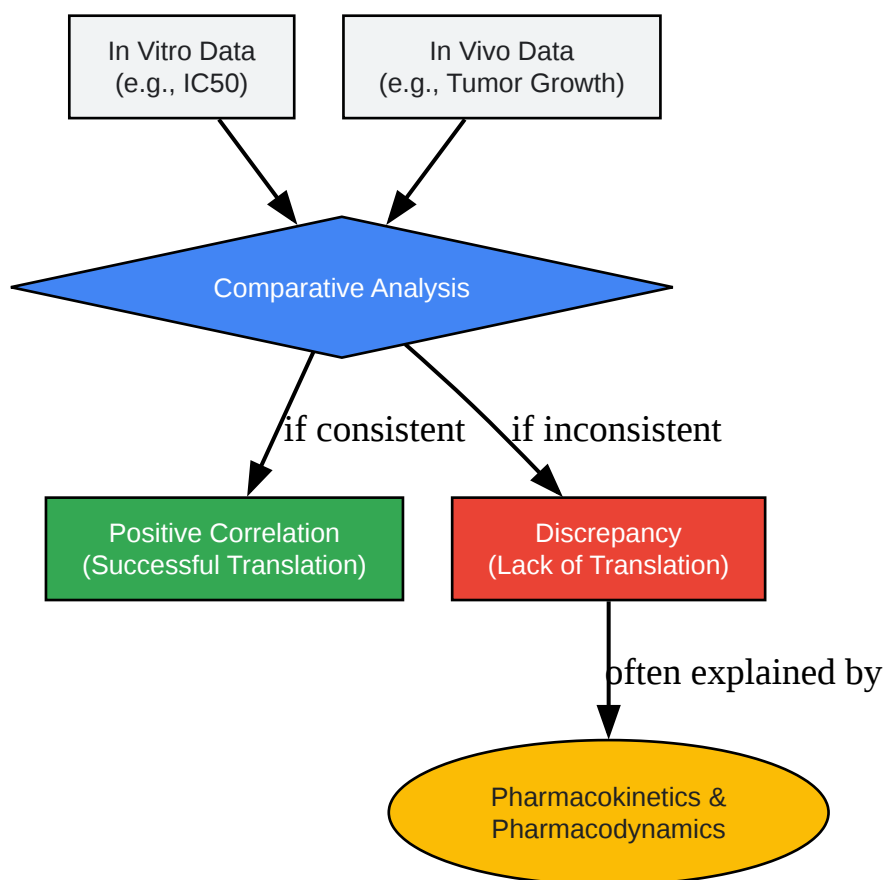 In Vitro Data
(e.g., IC50)
In Vivo Data
(e.g., Tumor Growth)
Comparative Analysis
if consistent
if inconsistent
Positive Correlation
(Successful Translation)
Discrepancy
(Lack of Translation)
often explained by
Pharmacokinetics &
Pharmacodynamics